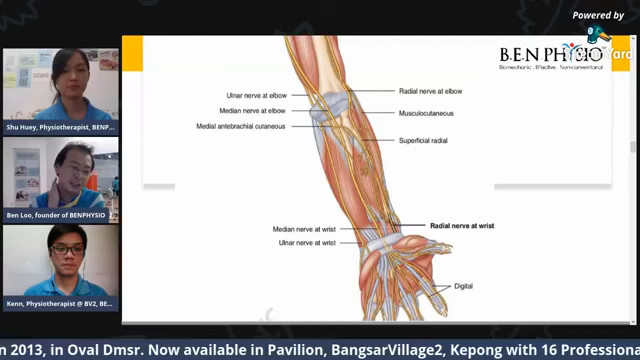 Powered by
B.E.N PHYSIO
Biomechanic . Effective . Nonconventional
Shu Huey, Physiotherapist, BENP...
Ben Loo, founder of BENPHYSIO
Kenn, Physiotherapist @ BV2, BE...
Ulnar nerve at elbow
Median nerve at elbow
Medial antebrachial cutaneous
Radial nerve at elbow
Musculocutaneous
Superficial radial
Median nerve at wrist
Ulnar nerve at wrist
Radial nerve at wrist
Digital
n 2013, in Oval Dmsr. Now available in Pavilion, BangsarVillage2, Kepong with 16 Professiona